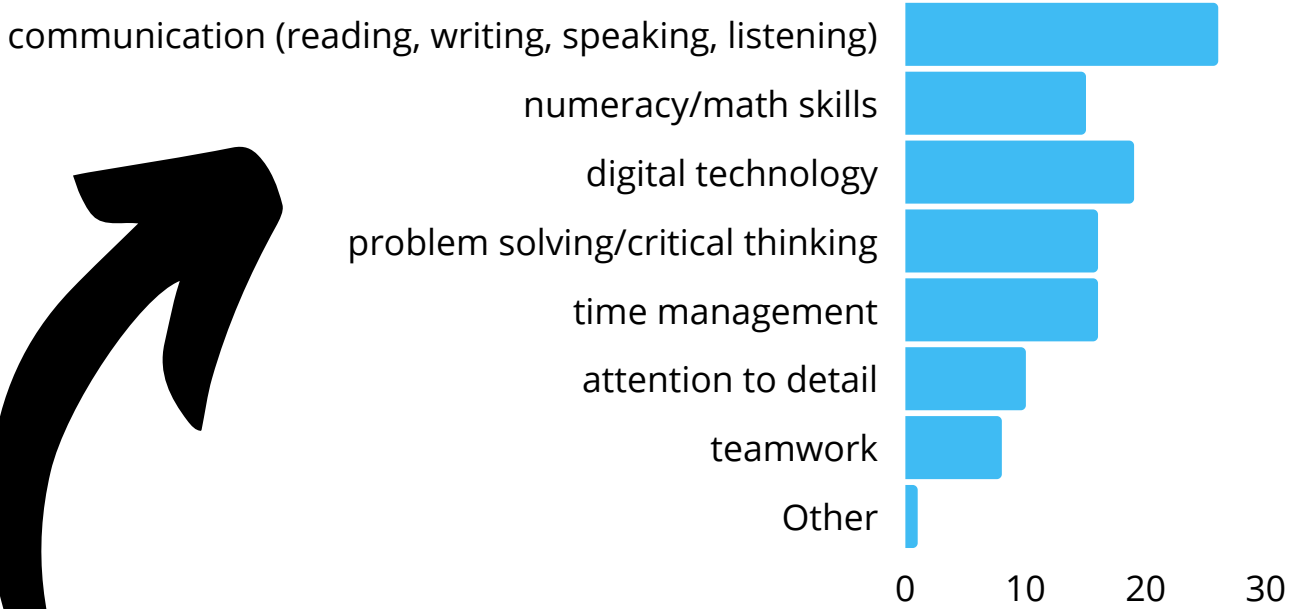 communication (reading, writing, speaking, listening)
numeracy/math skills
digital technology
problem solving/critical thinking
time management
attention to detail
teamwork
Other
0 10 20 30